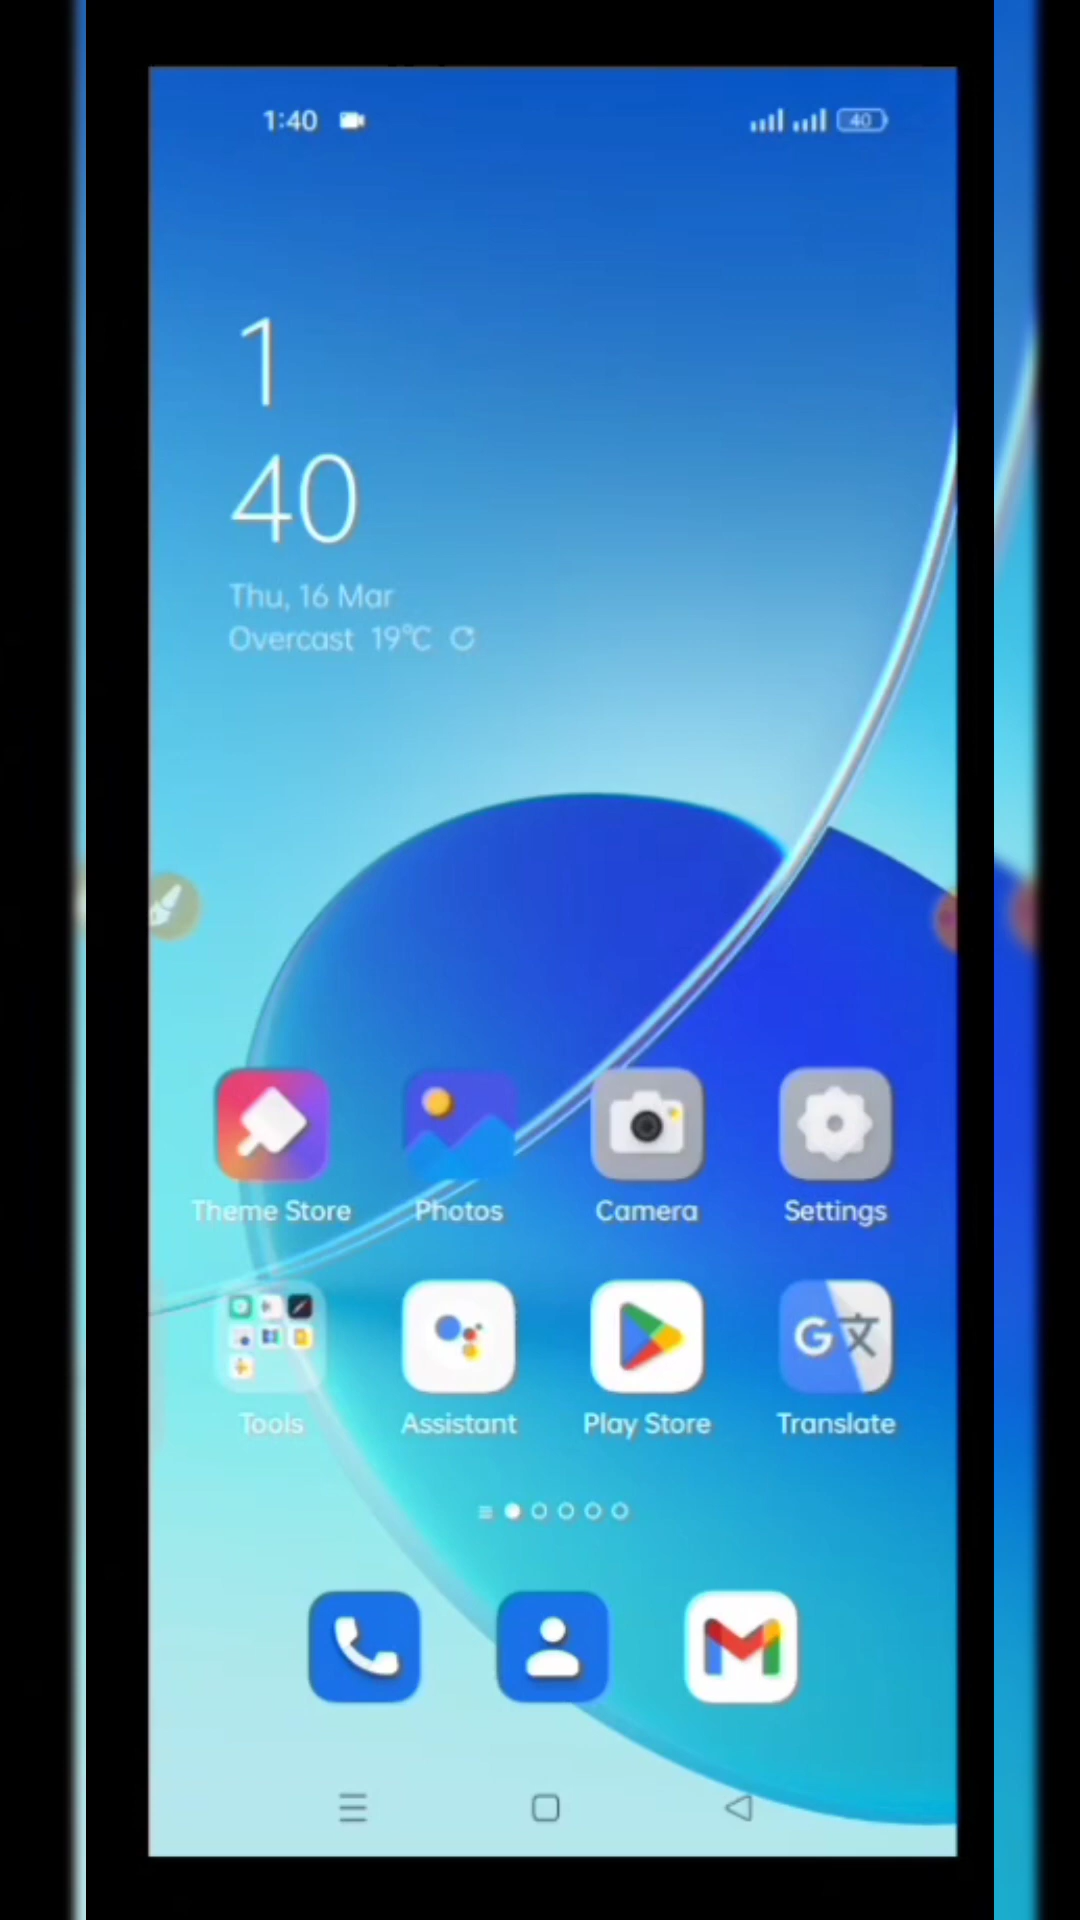 1:40 40
1
40
Thu, 16 Mar
Overcast 19°C
Theme Store Photos Camera Settings
G文
Tools Assistant Play Store Translate